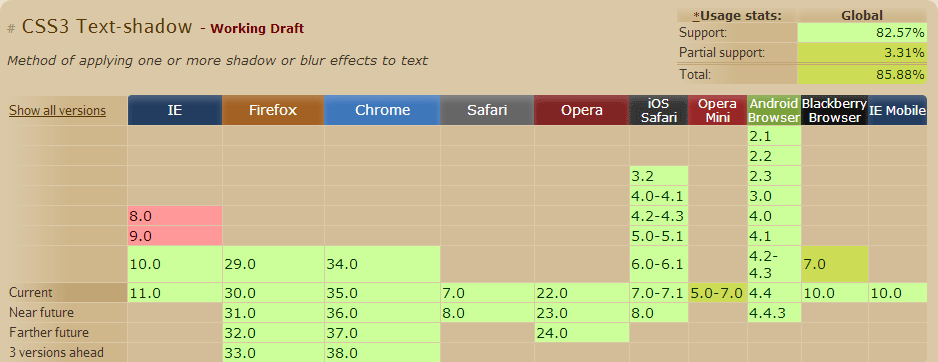 # CSS3 Text-shadow - Working Draft
*Usage stats: Global
Support: 82.57%
Partial support: 3.31%
Total: 85.88%
Method of applying one or more shadow or blur effects to text
Show all versions IE Firefox Chrome Safari Opera iOS Safari Opera Mini Android Browser Blackberry Browser IE Mobile
2.1
2.2
3.2 2.3
4.0-4.1 3.0
8.0 4.2-4.3 4.0
9.0 5.0-5.1 4.1
10.0 29.0 34.0 6.0-6.1 4.2-4.3 7.0
Current 11.0 30.0 35.0 7.0 22.0 7.0-7.1 5.0-7.0 4.4 10.0 10.0
Near future 31.0 36.0 8.0 23.0 8.0 4.4.3
Farther future 32.0 37.0 24.0
3 versions ahead 33.0 38.0